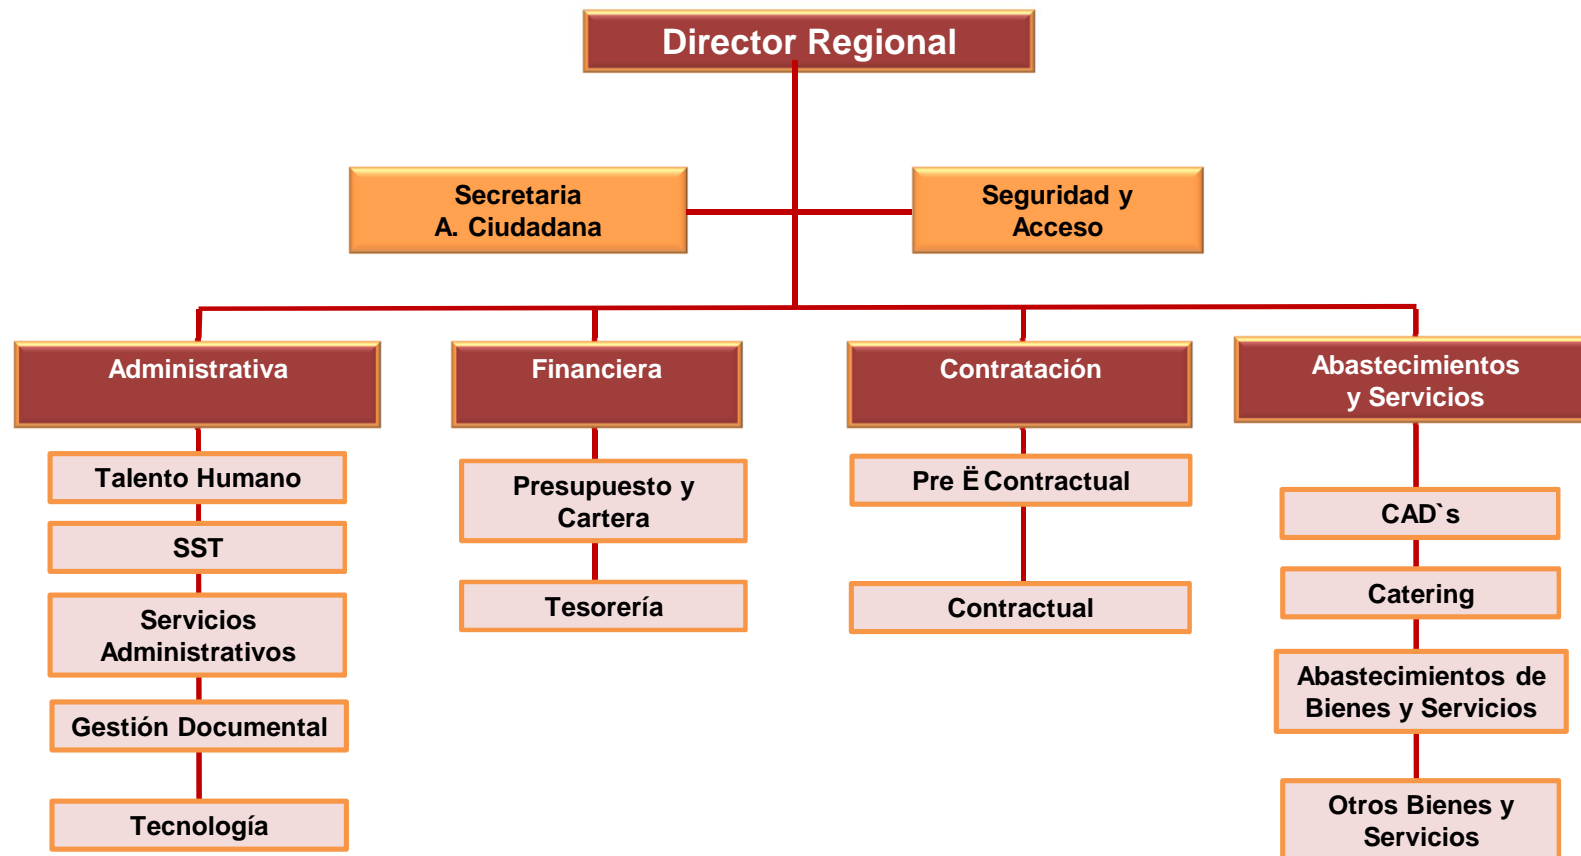 Director Regional
Secretaria
A. Ciudadana
Seguridad y
Acceso
Administrativa
Financiera
Contratación
Abastecimientos
y Servicios
Talento Humano
SST
Servicios
Administrativos
Gestión Documental
Tecnología
Presupuesto y
Cartera
Tesorería
Pre Ë Contractual
Contractual
CAD`s
Catering
Abastecimientos de
Bienes y Servicios
Otros Bienes y
Servicios